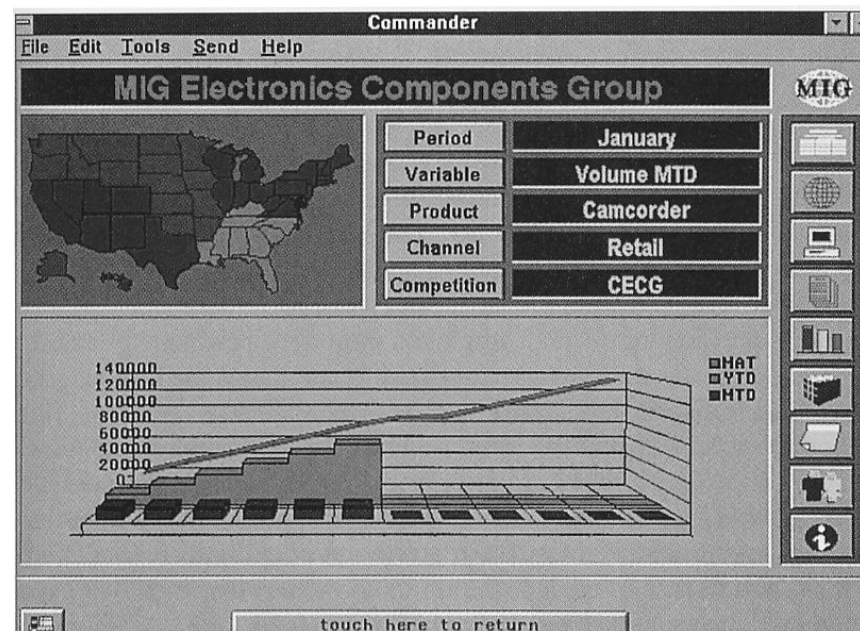 Commander
File Edit Tools Send Help
MIG Electronics Components Group
MIG
Period January
Variable Volume MTD
Product Camcorder
Channel Retail
Competition CECG
140000
120000
100000
80000
60000
40000
20000
0
MAT
YTD
MTD
touch here to return